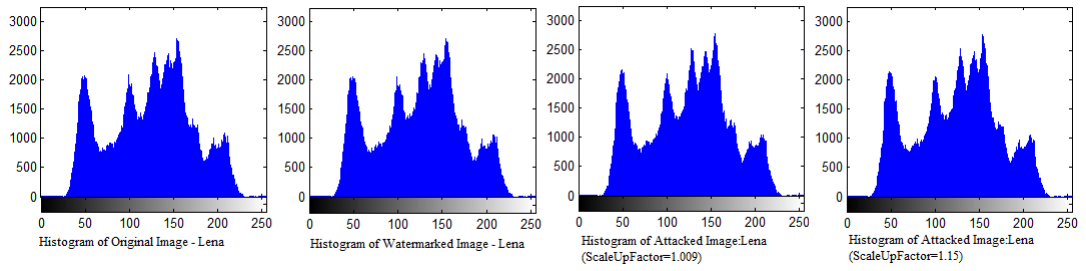 3000
2500
2000
1500
1000
500
0
0 50 100 150 200 250
Histogram of Original Image - Lena
3000
2500
2000
1500
1000
500
0
0 50 100 150 200 250
Histogram of Watermarked Image - Lena
3000
2500
2000
1500
1000
500
0
0 50 100 150 200 250
Histogram of Attacked Image:Lena
(ScaleUpFactor=1.009)
3000
2500
2000
1500
1000
500
0
0 50 100 150 200 250
Histogram of Attacked Image:Lena
(ScaleUpFactor=1.15)